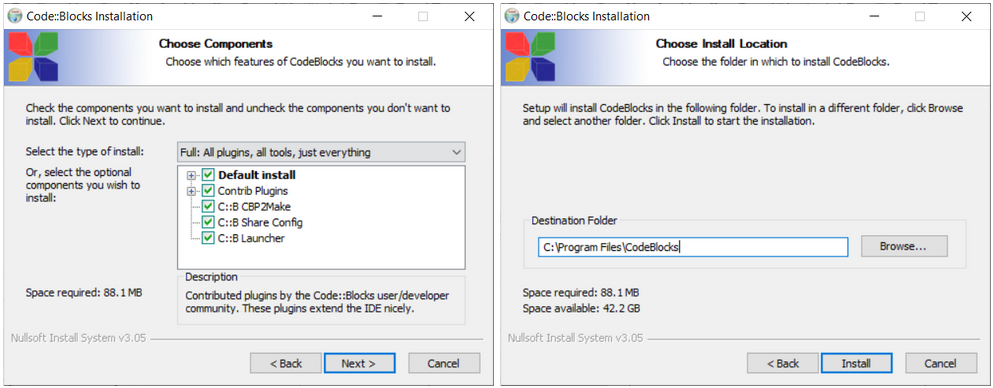 Code::Blocks Installation
Choose Components
Choose which features of CodeBlocks you want to install.
Check the components you want to install and uncheck the components you don't want to
install. Click Next to continue.
Select the type of install:
Full: All plugins, all tools, just everything
Or, select the optional
components you wish to
install:
Default install
Contrib Plugins
C::B CBP2Make
C::B Share Config
C::B Launcher
Space required: 88.1 MB
Description
Contributed plugins by the Code::Blocks user/developer
community. These plugins extend the IDE nicely.
Nullsoft Install System v3.05
< Back
Next >
Cancel
Code::Blocks Installation
Choose Install Location
Choose the folder in which to install CodeBlocks.
Setup will install CodeBlocks in the following folder. To install in a different folder, click Browse
and select another folder. Click Install to start the installation.
Destination Folder
C:\Program Files\CodeBlocks
Browse...
Space required: 88.1 MB
Space available: 42.2 GB
Nullsoft Install System v3.05
< Back
Install
Cancel